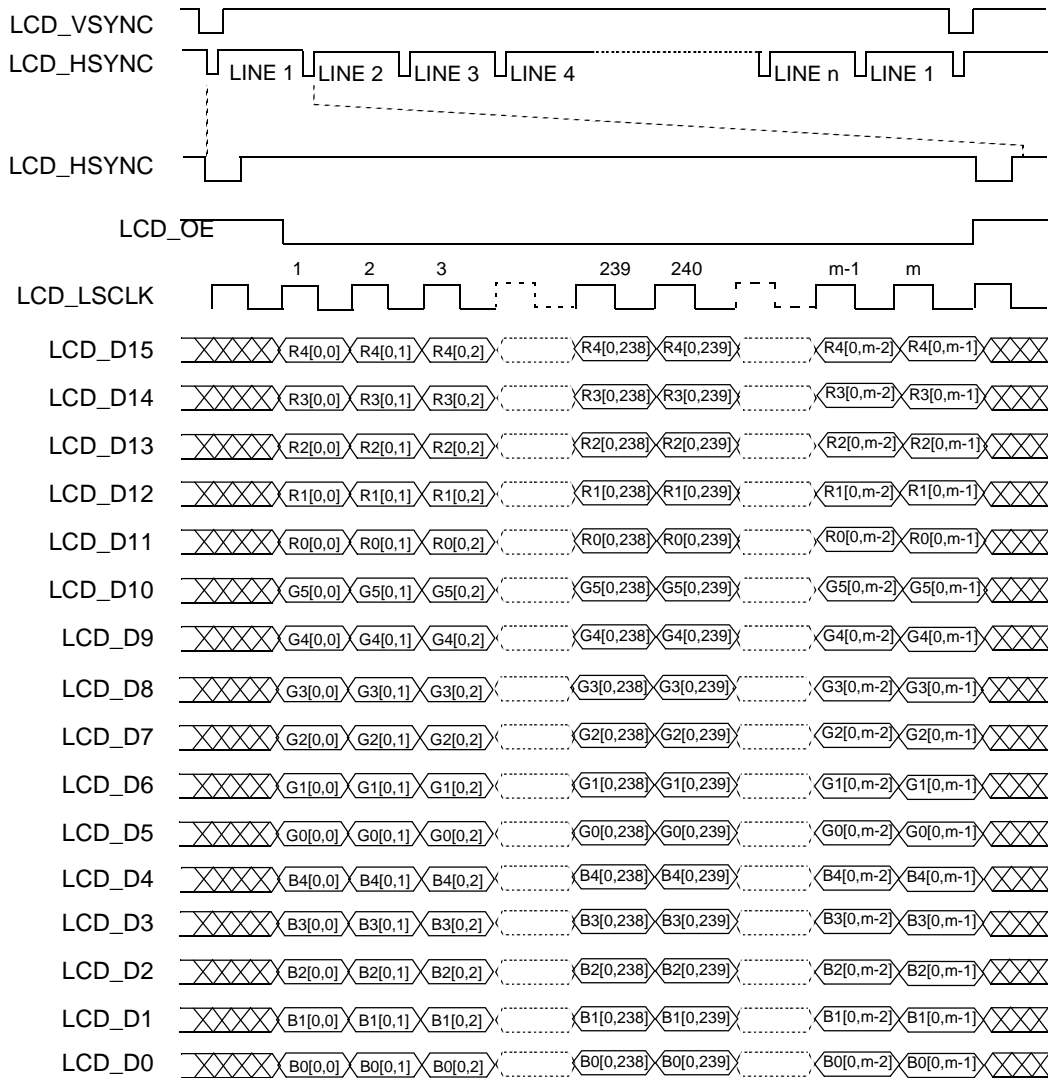 LCD_VSYNC
LCD_HSYNC LINE 1 LINE 2 LINE 3 LINE 4 LINE n LINE 1
LCD_HSYNC
LCD_OE
1 2 3 239 240 m-1 m
LCD_LSCLK
LCD_D15 R4[0,0] R4[0,1] R4[0,2] R4[0,238] R4[0,239] R4[0,m-2] R4[0,m-1]
LCD_D14 R3[0,0] R3[0,1] R3[0,2] R3[0,238] R3[0,239] R3[0,m-2] R3[0,m-1]
LCD_D13 R2[0,0] R2[0,1] R2[0,2] R2[0,238] R2[0,239] R2[0,m-2] R2[0,m-1]
LCD_D12 R1[0,0] R1[0,1] R1[0,2] R1[0,238] R1[0,239] R1[0,m-2] R1[0,m-1]
LCD_D11 R0[0,0] R0[0,1] R0[0,2] R0[0,238] R0[0,239] R0[0,m-2] R0[0,m-1]
LCD_D10 G5[0,0] G5[0,1] G5[0,2] G5[0,238] G5[0,239] G5[0,m-2] G5[0,m-1]
LCD_D9 G4[0,0] G4[0,1] G4[0,2] G4[0,238] G4[0,239] G4[0,m-2] G4[0,m-1]
LCD_D8 G3[0,0] G3[0,1] G3[0,2] G3[0,238] G3[0,239] G3[0,m-2] G3[0,m-1]
LCD_D7 G2[0,0] G2[0,1] G2[0,2] G2[0,238] G2[0,239] G2[0,m-2] G2[0,m-1]
LCD_D6 G1[0,0] G1[0,1] G1[0,2] G1[0,238] G1[0,239] G1[0,m-2] G1[0,m-1]
LCD_D5 G0[0,0] G0[0,1] G0[0,2] G0[0,238] G0[0,239] G0[0,m-2] G0[0,m-1]
LCD_D4 B4[0,0] B4[0,1] B4[0,2] B4[0,238] B4[0,239] B4[0,m-2] B4[0,m-1]
LCD_D3 B3[0,0] B3[0,1] B3[0,2] B3[0,238] B3[0,239] B3[0,m-2] B3[0,m-1]
LCD_D2 B2[0,0] B2[0,1] B2[0,2] B2[0,238] B2[0,239] B2[0,m-2] B2[0,m-1]
LCD_D1 B1[0,0] B1[0,1] B1[0,2] B1[0,238] B1[0,239] B1[0,m-2] B1[0,m-1]
LCD_D0 B0[0,0] B0[0,1] B0[0,2] B0[0,238] B0[0,239] B0[0,m-2] B0[0,m-1]